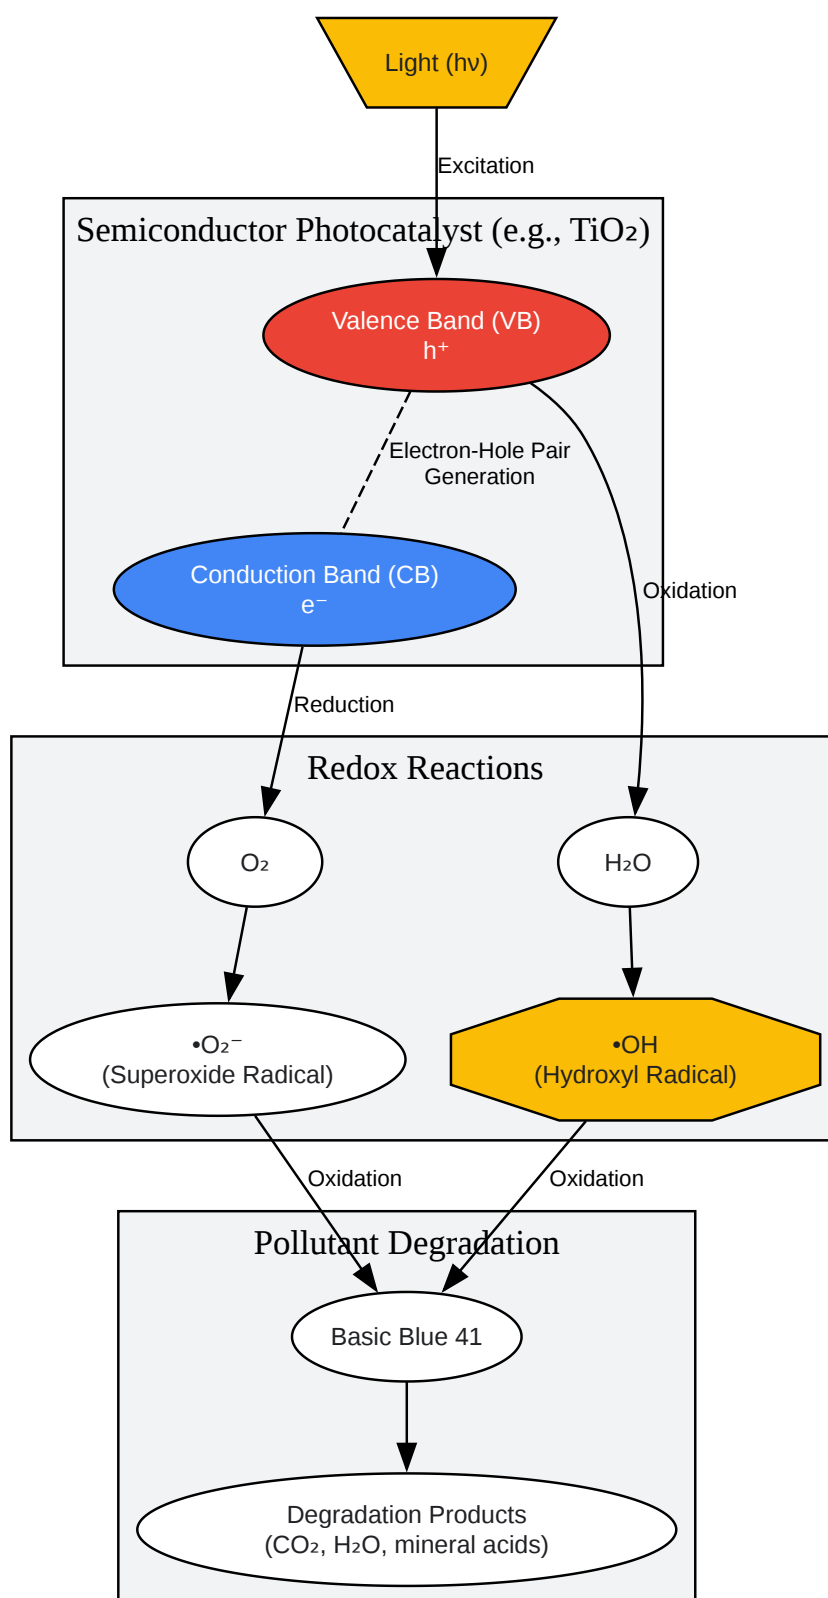 Light (hν)
Excitation
Semiconductor Photocatalyst (e.g., TiO₂)
Valence Band (VB)
h⁺
Electron-Hole Pair
Generation
Conduction Band (CB)
e⁻
Oxidation
Reduction
Redox Reactions
O₂
H₂O
•O₂⁻
(Superoxide Radical)
•OH
(Hydroxyl Radical)
Oxidation
Oxidation
Pollutant Degradation
Basic Blue 41
Degradation Products
(CO₂, H₂O, mineral acids)